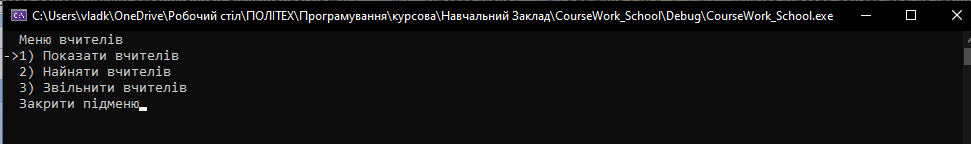 C:\Users\vladk\OneDrive\Робочий стіл\ПОЛІТЕХ\Програмування\курсова\Навчальний Заклад\CourseWork_School\Debug\CourseWork_School.exe
Меню вчителів
->1) Показати вчителів
2) Найняти вчителів
3) Звільнити вчителів
Закрити підменю